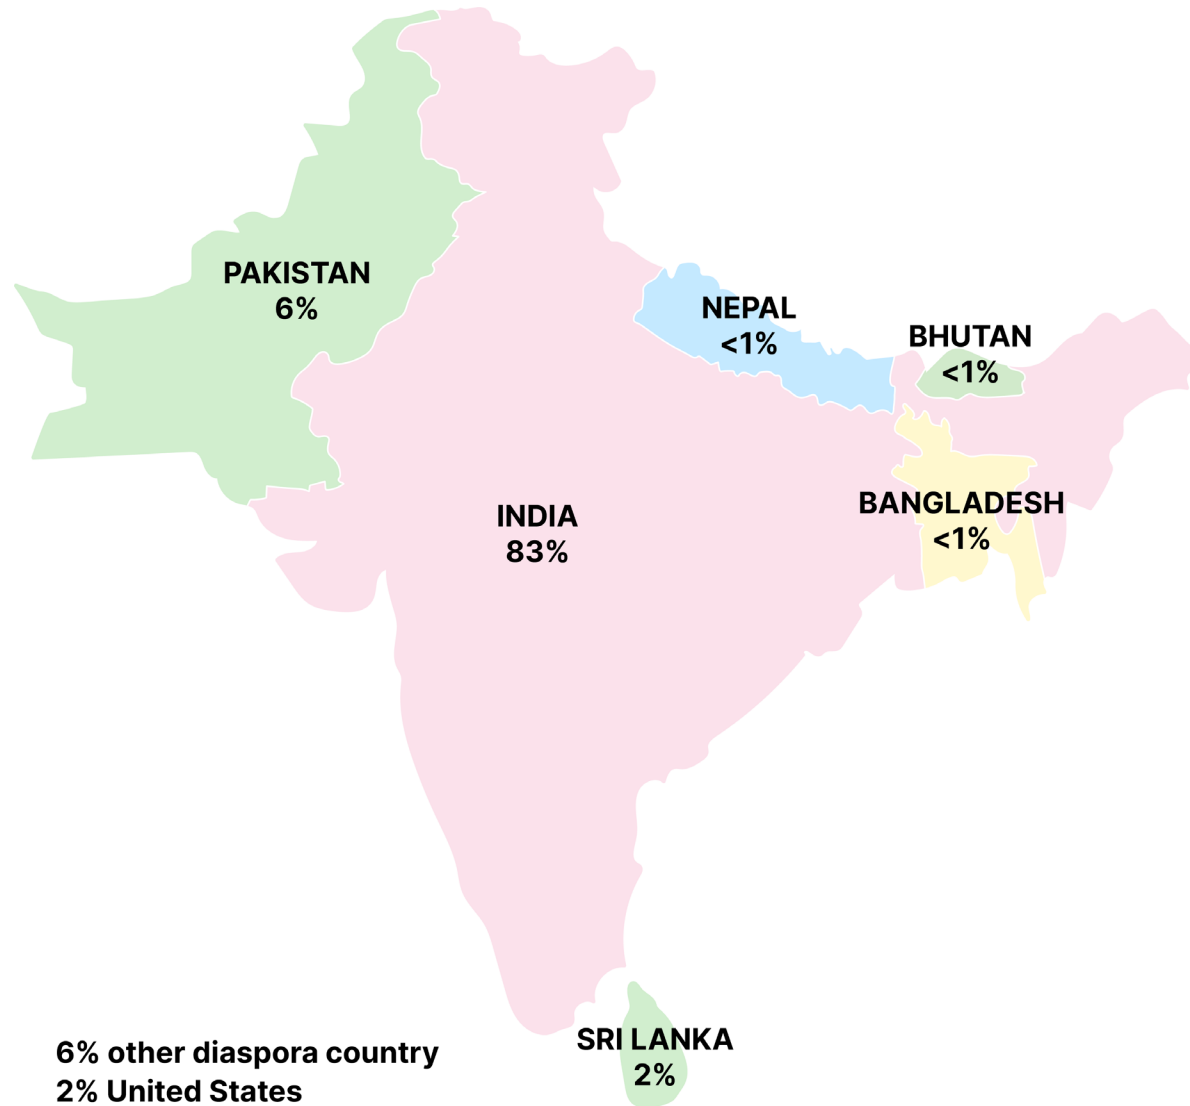 PAKISTAN
6%
NEPAL
<1%
BHUTAN
<1%
BANGLADESH
<1%
INDIA
83%
SRI LANKA
2%
6% other diaspora country
2% United States